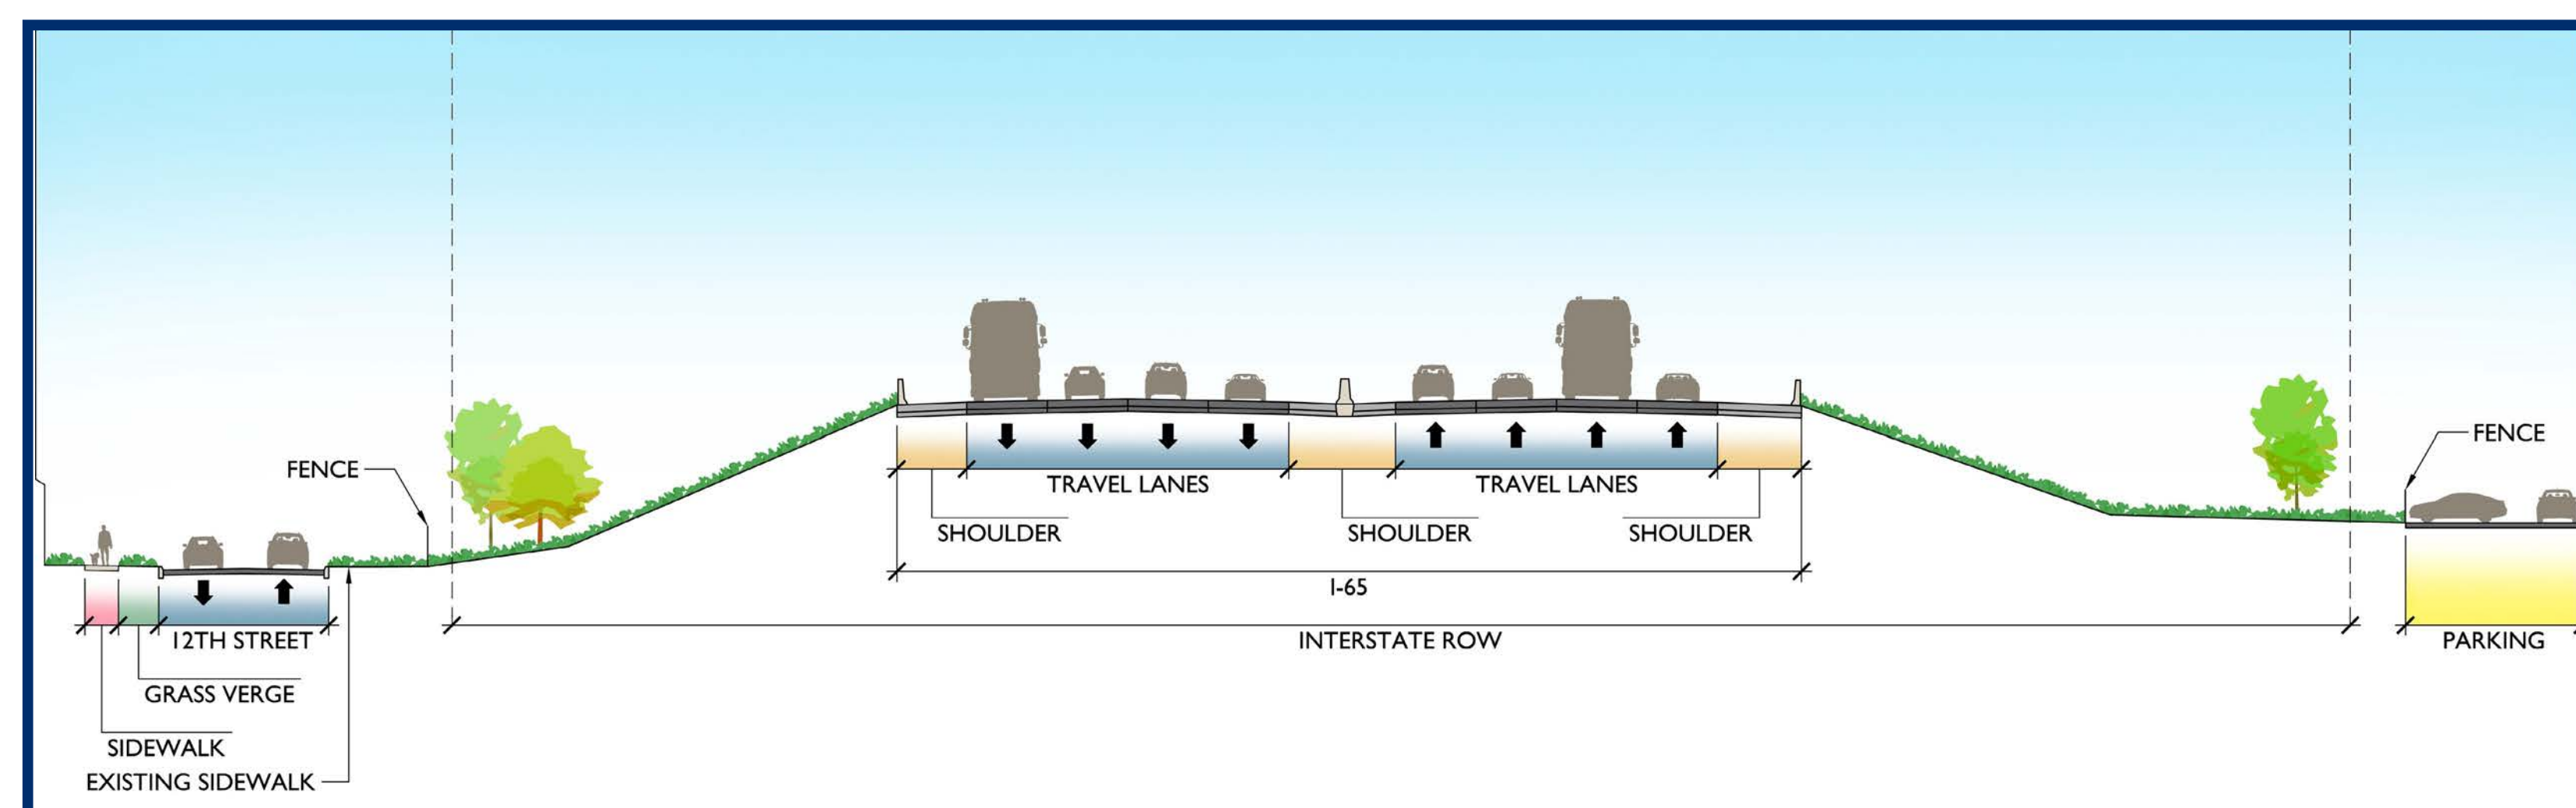 FENCE
FENCE
TRAVEL LANES
TRAVEL LANES
SHOULDER
SHOULDER
SHOULDER
I-65
12TH STREET
INTERSTATE ROW
PARKING
GRASS VERGE
SIDEWALK
EXISTING SIDEWALK